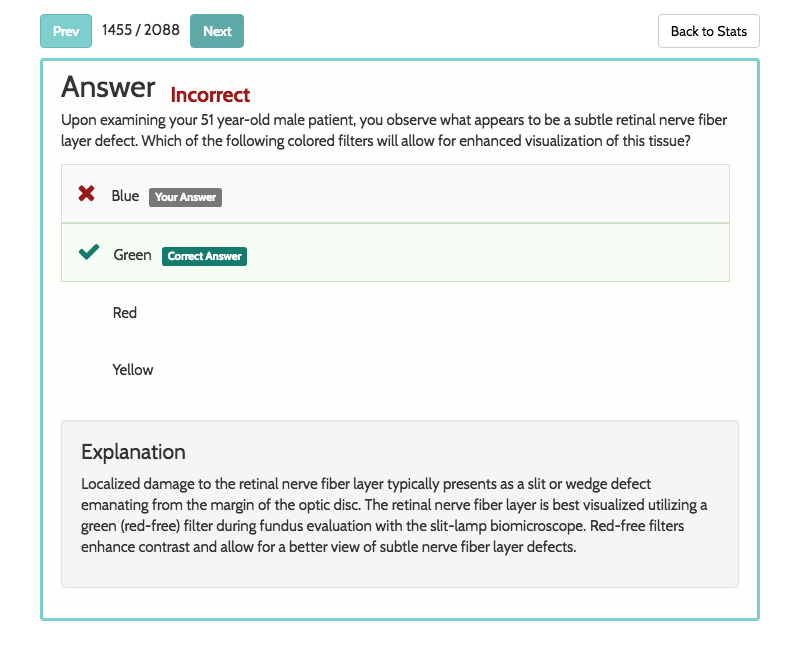 Prev 1455 / 2088 Next Back to Stats
Answer Incorrect
Upon examining your 51 year-old male patient, you observe what appears to be a subtle retinal nerve fiber
layer defect. Which of the following colored filters will allow for enhanced visualization of this tissue?
Blue Your Answer
Green Correct Answer
Red
Yellow
Explanation
Localized damage to the retinal nerve fiber layer typically presents as a slit or wedge defect
emanating from the margin of the optic disc. The retinal nerve fiber layer is best visualized utilizing a
green (red-free) filter during fundus evaluation with the slit-lamp biomicroscope. Red-free filters
enhance contrast and allow for a better view of subtle nerve fiber layer defects.